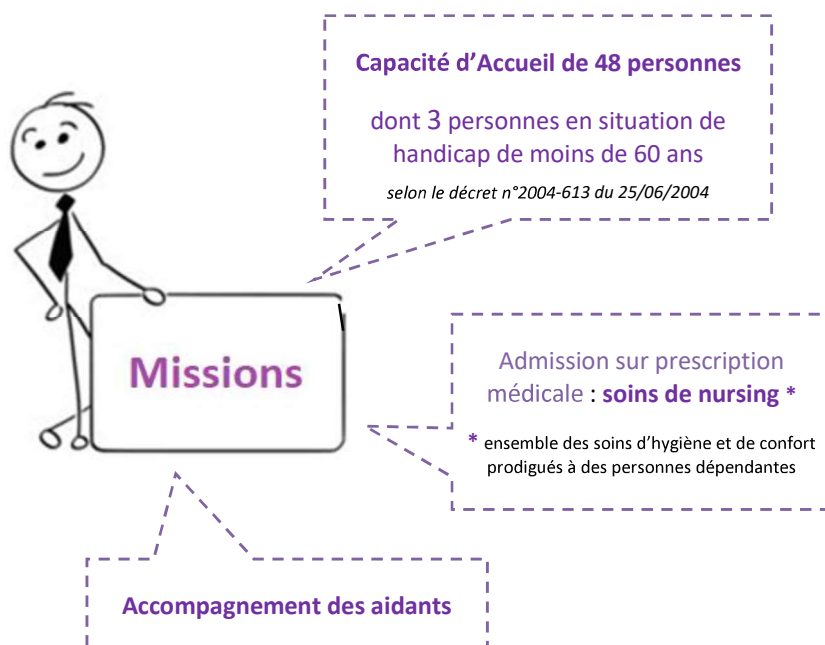 Capacité d'Accueil de 48 personnes
dont 3 personnes en situation de
handicap de moins de 60 ans
selon le décret n°2004-613 du 25/06/2004
Missions
Admission sur prescription
médicale : soins de nursing *
* ensemble des soins d'hygiène et de confort
prodigués à des personnes dépendantes
Accompagnement des aidants